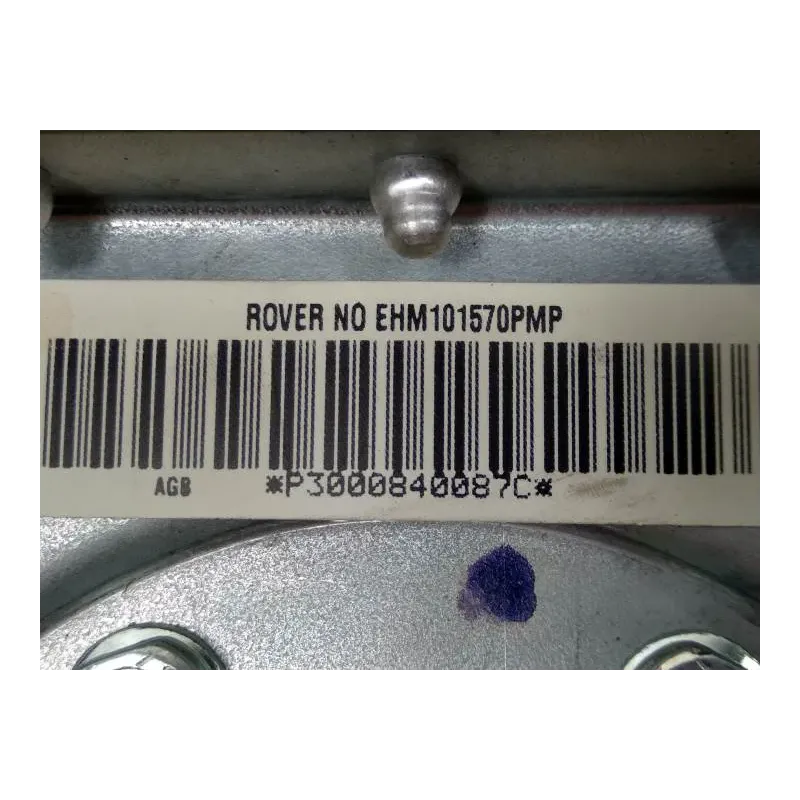 ROVER NO EHM101570PMP
AGB *P3000840087C*